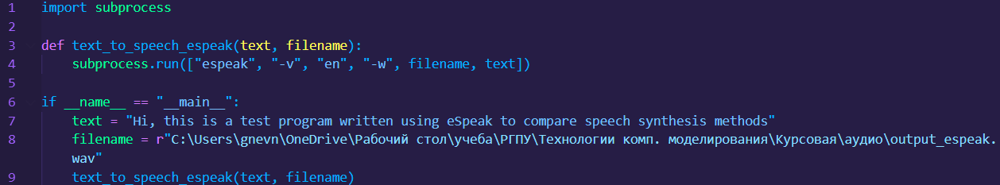 1 import subprocess
2
3 def text_to_speech_espeak(text, filename):
4     subprocess.run(["espeak", "-v", "en", "-w", filename, text])
5
6 if __name__ == "__main__":
7     text = "Hi, this is a test program written using eSpeak to compare speech synthesis methods"
8     filename = r"C:\Users\gnevn\OneDrive\Рабочий стол\учеба\РГПУ\Технологии комп. моделирования\Курсовая\аудио\output_espeak.
wav"
9     text_to_speech_espeak(text, filename)